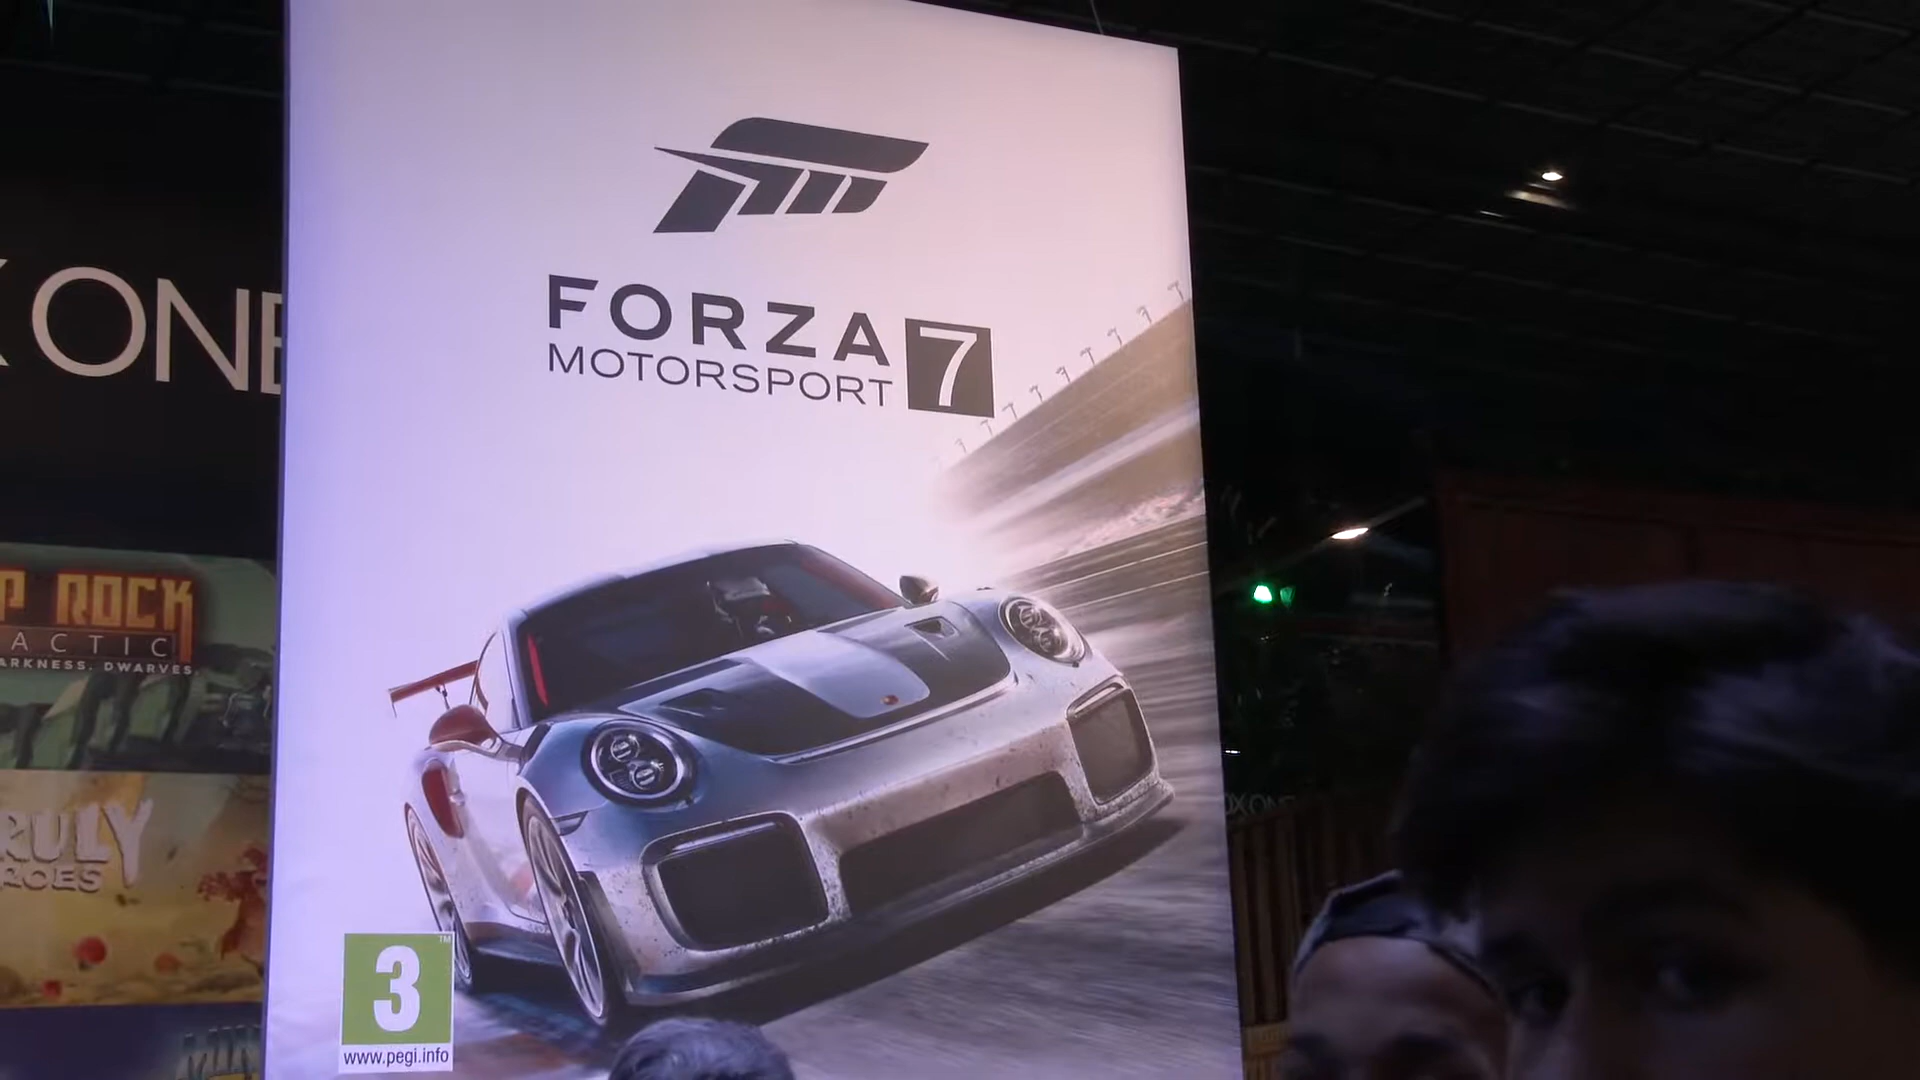 ONE
FORZA 7
MOTORSPORT
P ROCK
ACTIC
ARKNESS. DWARVES.
RULY
ROES
3
www.pegi.info